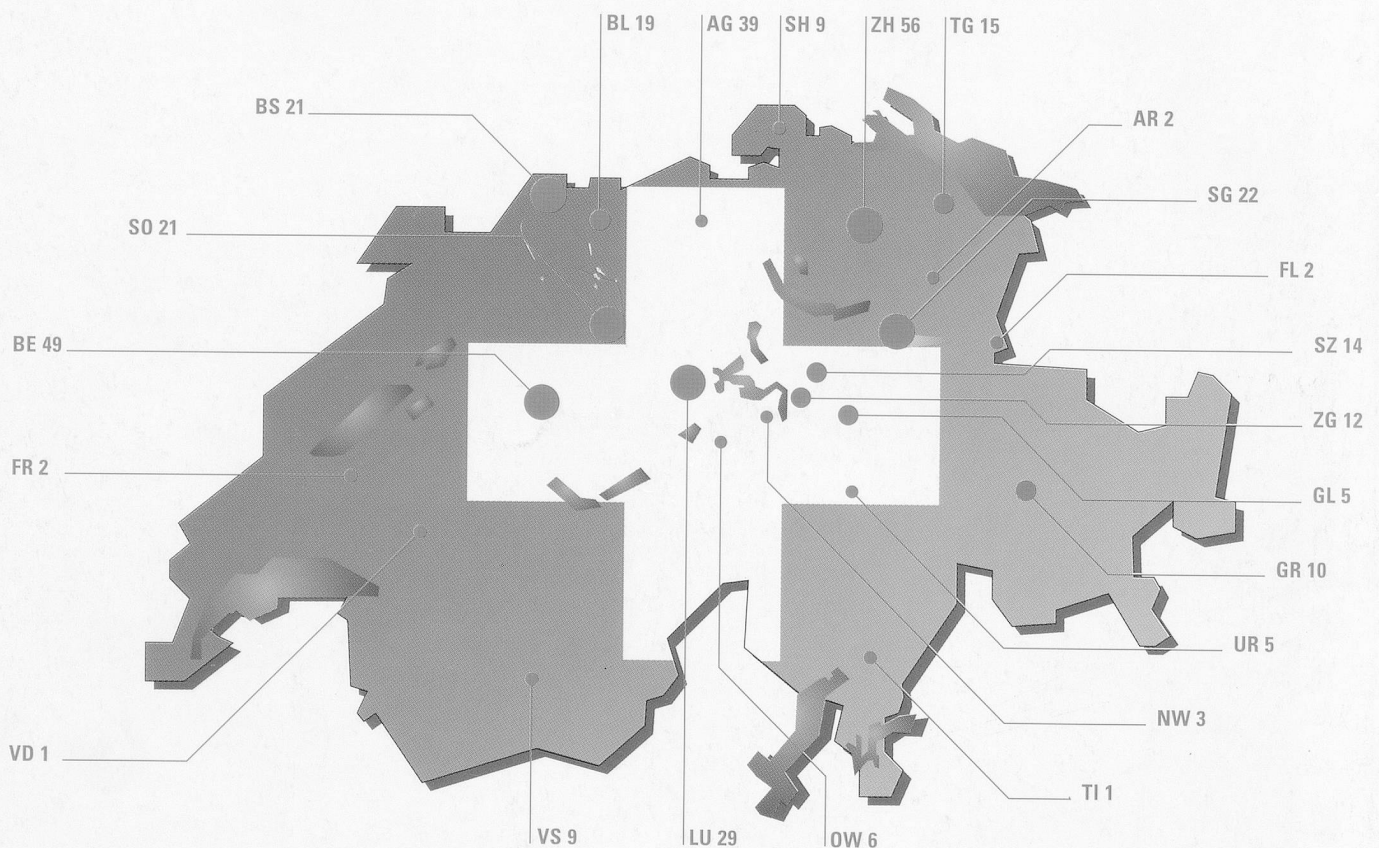 BL 19
AG 39
SH 9
ZH 56
TG 15
BS 21
AR 2
SG 22
SO 21
FL 2
BE 49
SZ 14
ZG 12
FR 2
GL 5
GR 10
UR 5
NW 3
VD 1
TI 1
VS 9
LU 29
OW 6